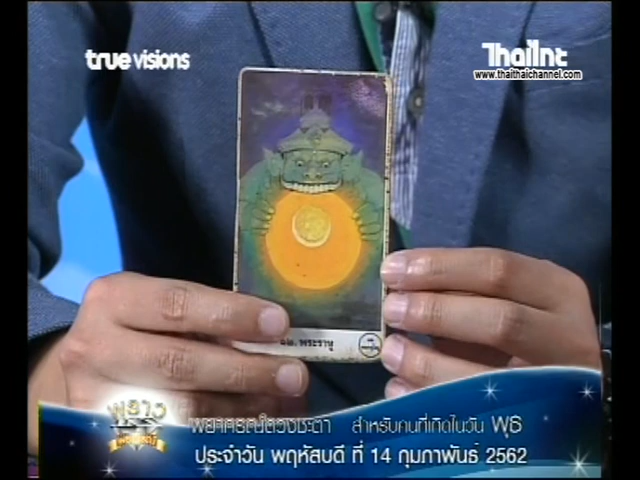 true visions
ThaiInt
www.thaithaichannel.com
๑๒. พระราหู
พยากรณ์ดวงชะตา สำหรับคนที่เกิดในวัน พุธ
ประจำวัน พฤหัสบดี ที่ 14 กุมภาพันธ์ 2562